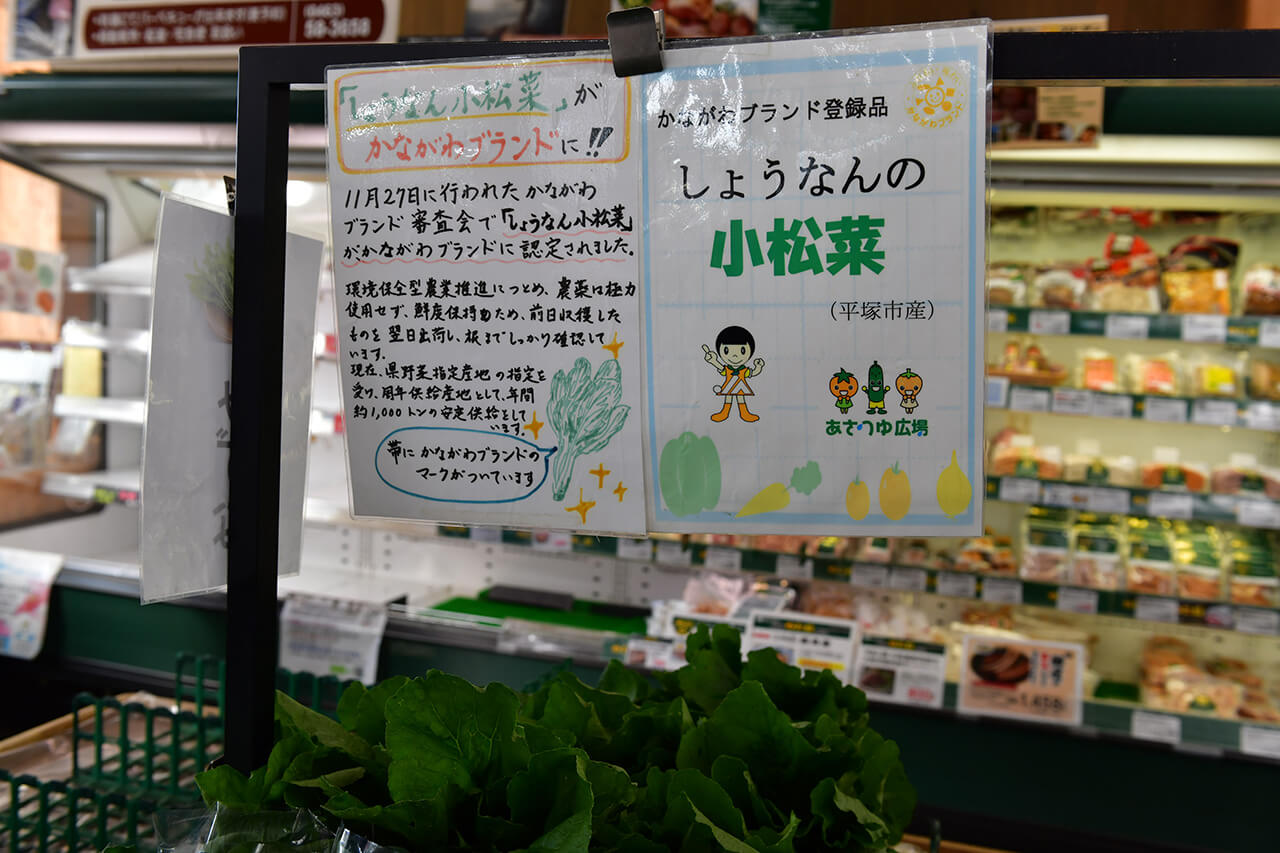 58-3658
「しょうなん小松菜」が
かながわブランドに!!
11月27日に行われた かながわ
ブランド審査会で「しょうなん小松菜」
がかながわブランドに認定されました。
環境保全型農業推進につとめ、農薬は極力
使用せず、鮮度保持のため、前日収穫した
ものを翌日出荷し、根までしっかり確認して
います。
現在、県野菜指定産地の指定を
受け、周年供給産地として、年間
約1,000トンの安定供給として
います。
帯にかながわブランドの
マークがついています
かながわブランド登録品
しょうなんの
小松菜
(平塚市産)
あさつゆ広場